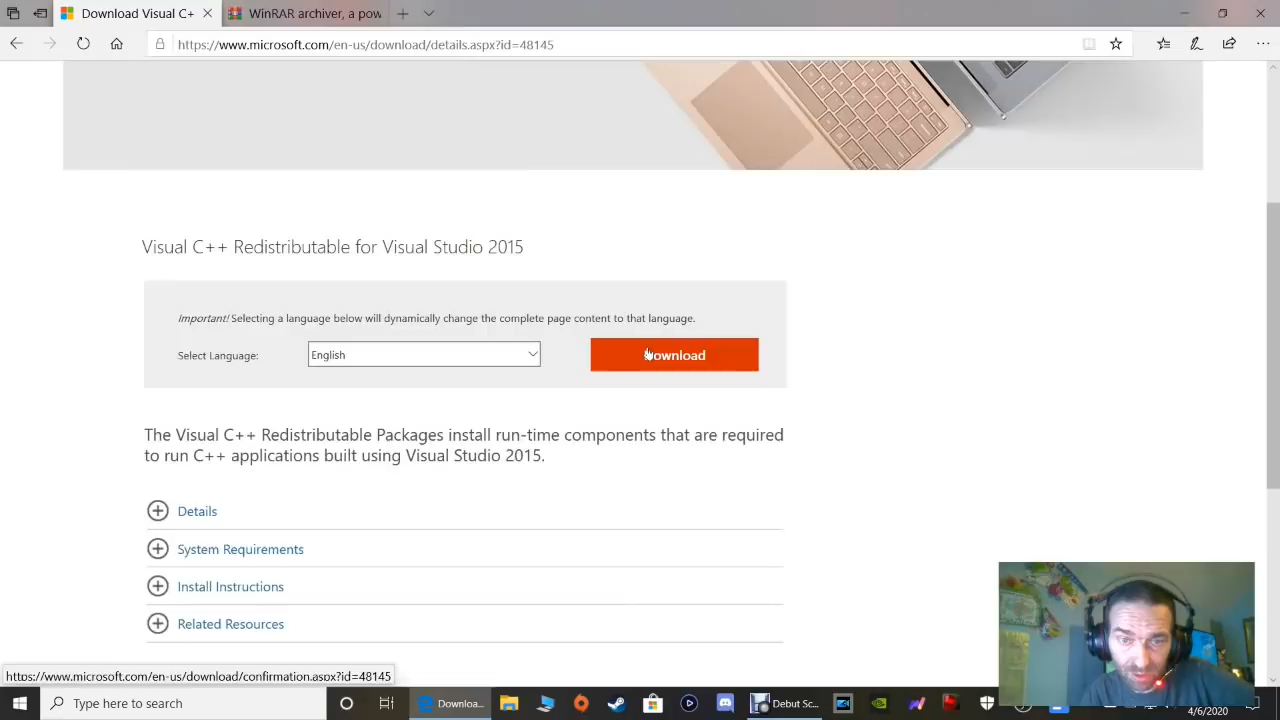 Download Visual C+
WinRAR archiver, a pow
https://www.microsoft.com/en-us/download/details.aspx?id=48145
Visual C++ Redistributable for Visual Studio 2015
Important! Selecting a language below will dynamically change the complete page content to that language.
Select Language:
English
Download
The Visual C++ Redistributable Packages install run-time components that are required
to run C++ applications built using Visual Studio 2015.
Details
System Requirements
Install Instructions
Related Resources
https://www.microsoft.com/en-us/download/confirmation.aspx?id=48145
Type here to search
Downloa...
Debut Sc...
4/6/2020